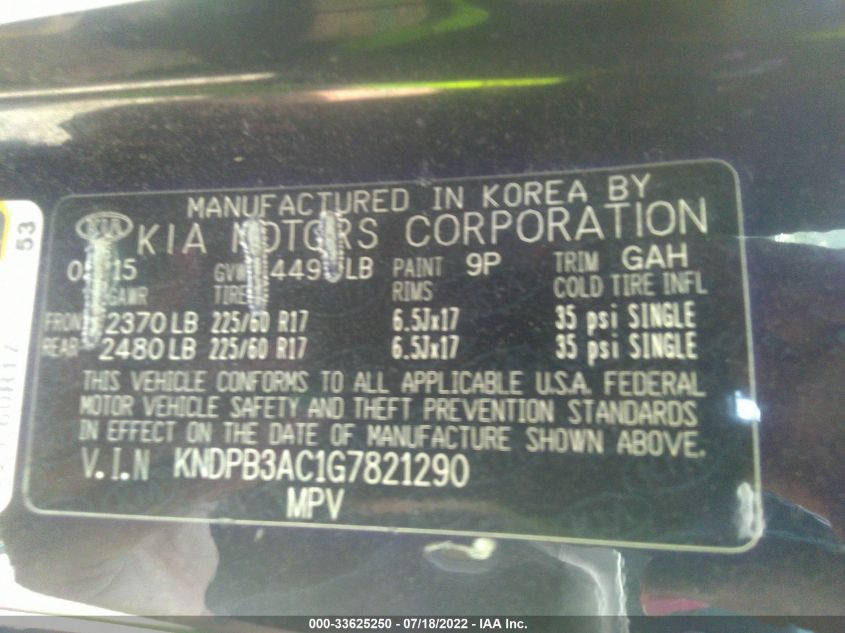 MANUFACTURED IN KOREA BY
KIA KIA MOTORS CORPORATION
GVW LB PAINT 9P TRIM GAH
GAWR TIRE RIMS COLD TIRE INFL
FRONT 2370 LB 225/60 R17 6.5Jx17 35 psi SINGLE
REAR 2480 LB 225/60 R17 6.5Jx17 35 psi SINGLE
THIS VEHICLE CONFORMS TO ALL APPLICABLE U.S.A. FEDERAL
MOTOR VEHICLE SAFETY AND THEFT PREVENTION STANDARDS
IN EFFECT ON THE DATE OF MANUFACTURE SHOWN ABOVE.
V.I.N KNDPB3AC1G7821290
MPV
53
000-33625250 - 07/18/2022 - IAA Inc.